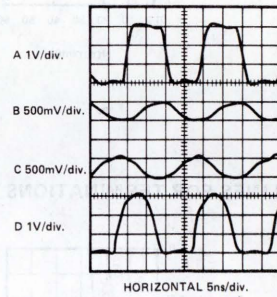 A 1V/div.
B 500mV/div.
C 500mV/div.
D 1V/div.
HORIZONTAL 5ns/div.